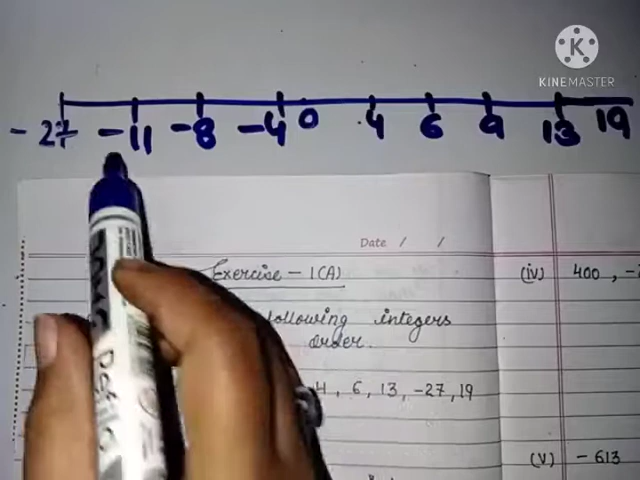 K
KINEMASTER
-27 -11 -8 -4 0 4 6 9 13 19
Date / /
Exercise - 1(A)
following integers
order.
4, 6, 13, -27, 19
(iv) 400,
(v) - 613